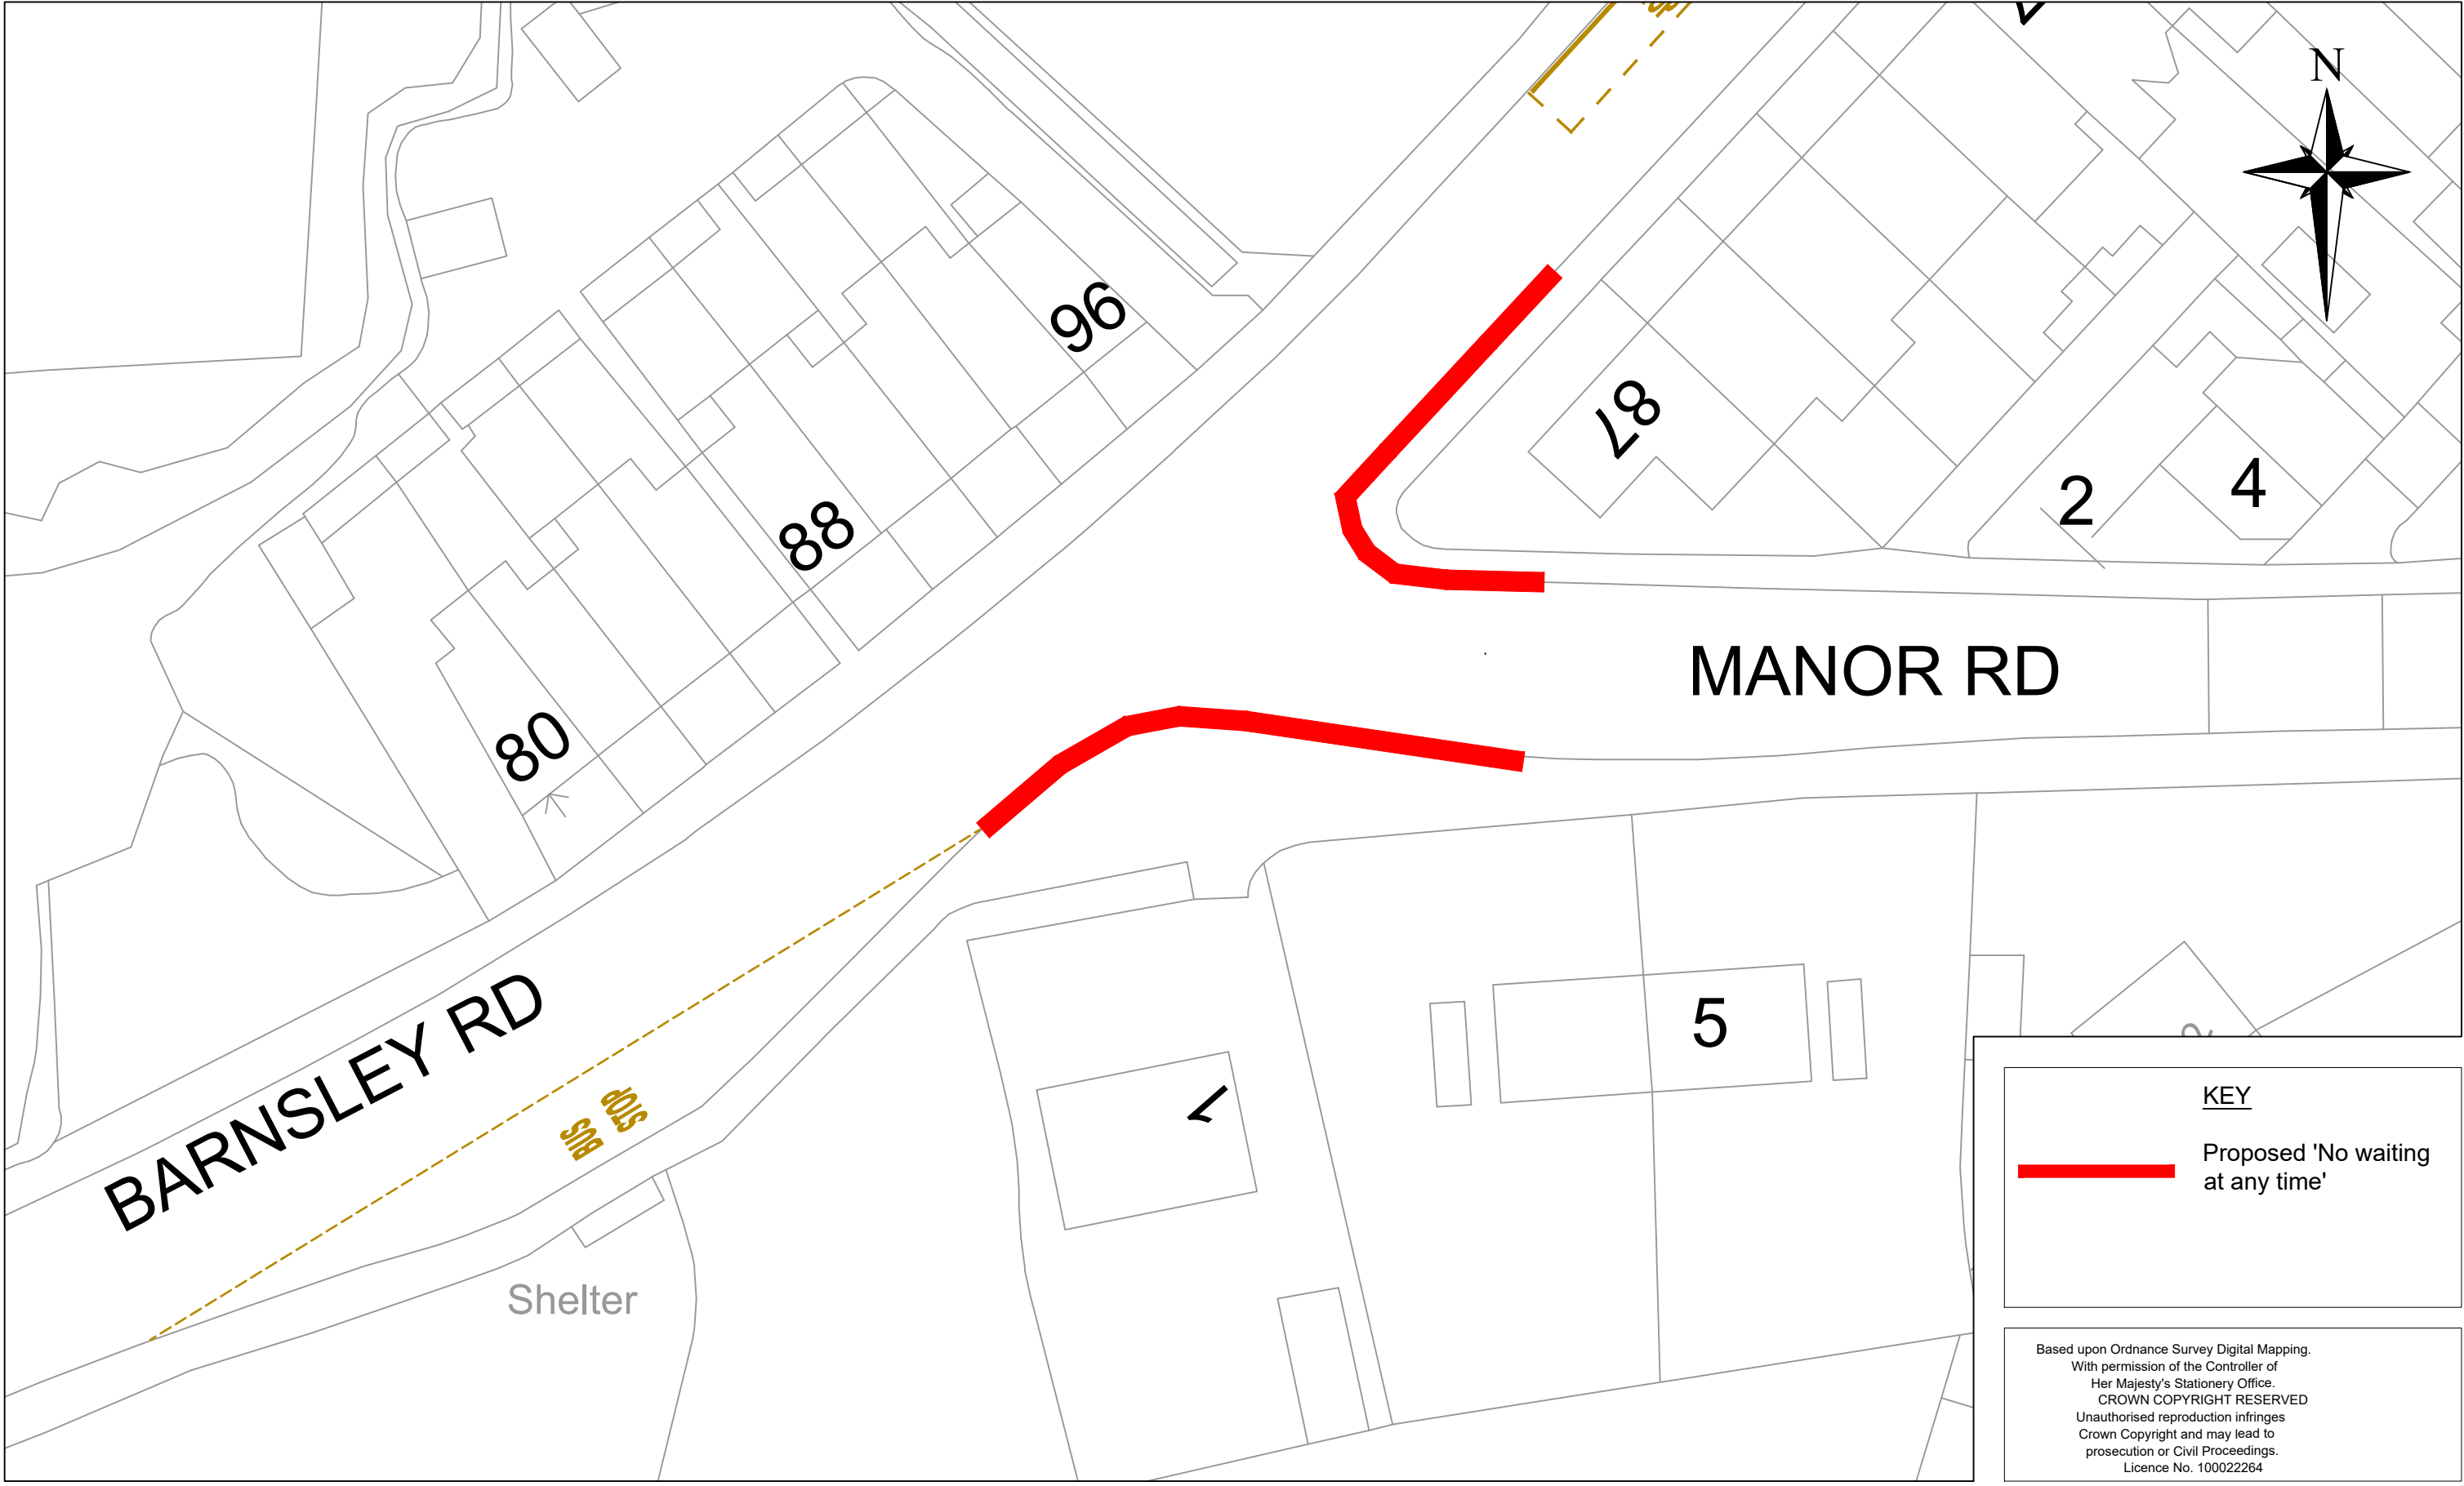 N
96
87
88
2
4
80
MANOR RD
BARNSLEY RD
BUS
STOP
Shelter
1
5
KEY
Proposed 'No waiting
at any time'
Based upon Ordnance Survey Digital Mapping.
With permission of the Controller of
Her Majesty's Stationery Office.
CROWN COPYRIGHT RESERVED
Unauthorised reproduction infringes
Crown Copyright and may lead to
prosecution or Civil Proceedings.
Licence No. 100022264